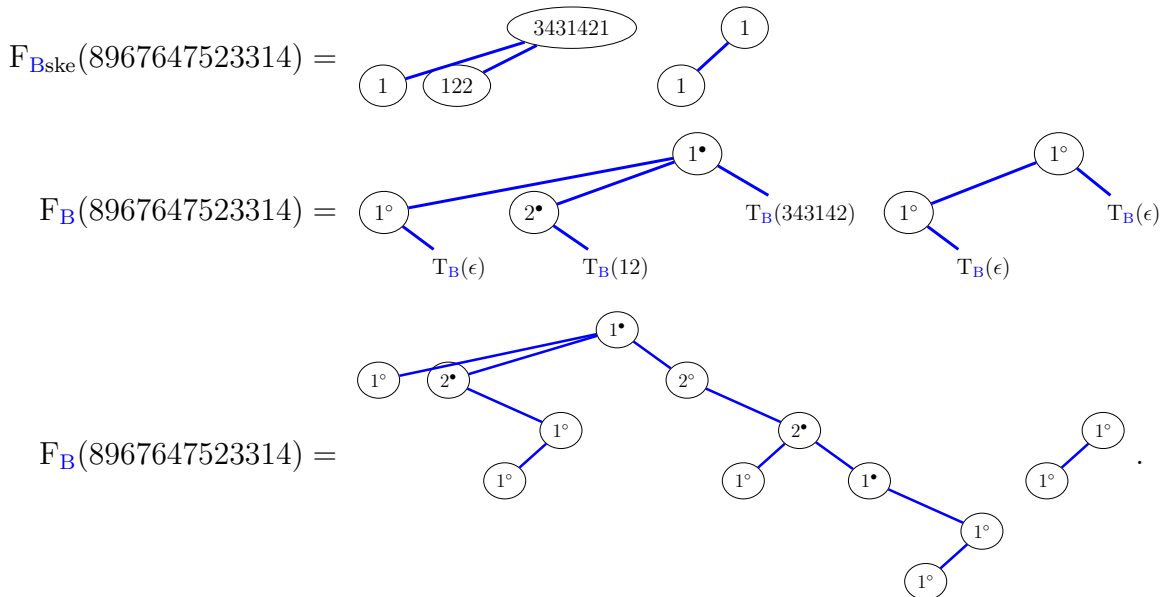 3431421 1
F_Bske(8967647523314) =
1 122 1
1• 1°
F_B(8967647523314) = 1° 2• T_B(343142) 1° T_B(ϵ)
T_B(ϵ) T_B(12) T_B(ϵ)
1•
1° 2• 2°
F_B(8967647523314) = 1° 2• 1° .
1° 1° 1• 1°
1°
1°